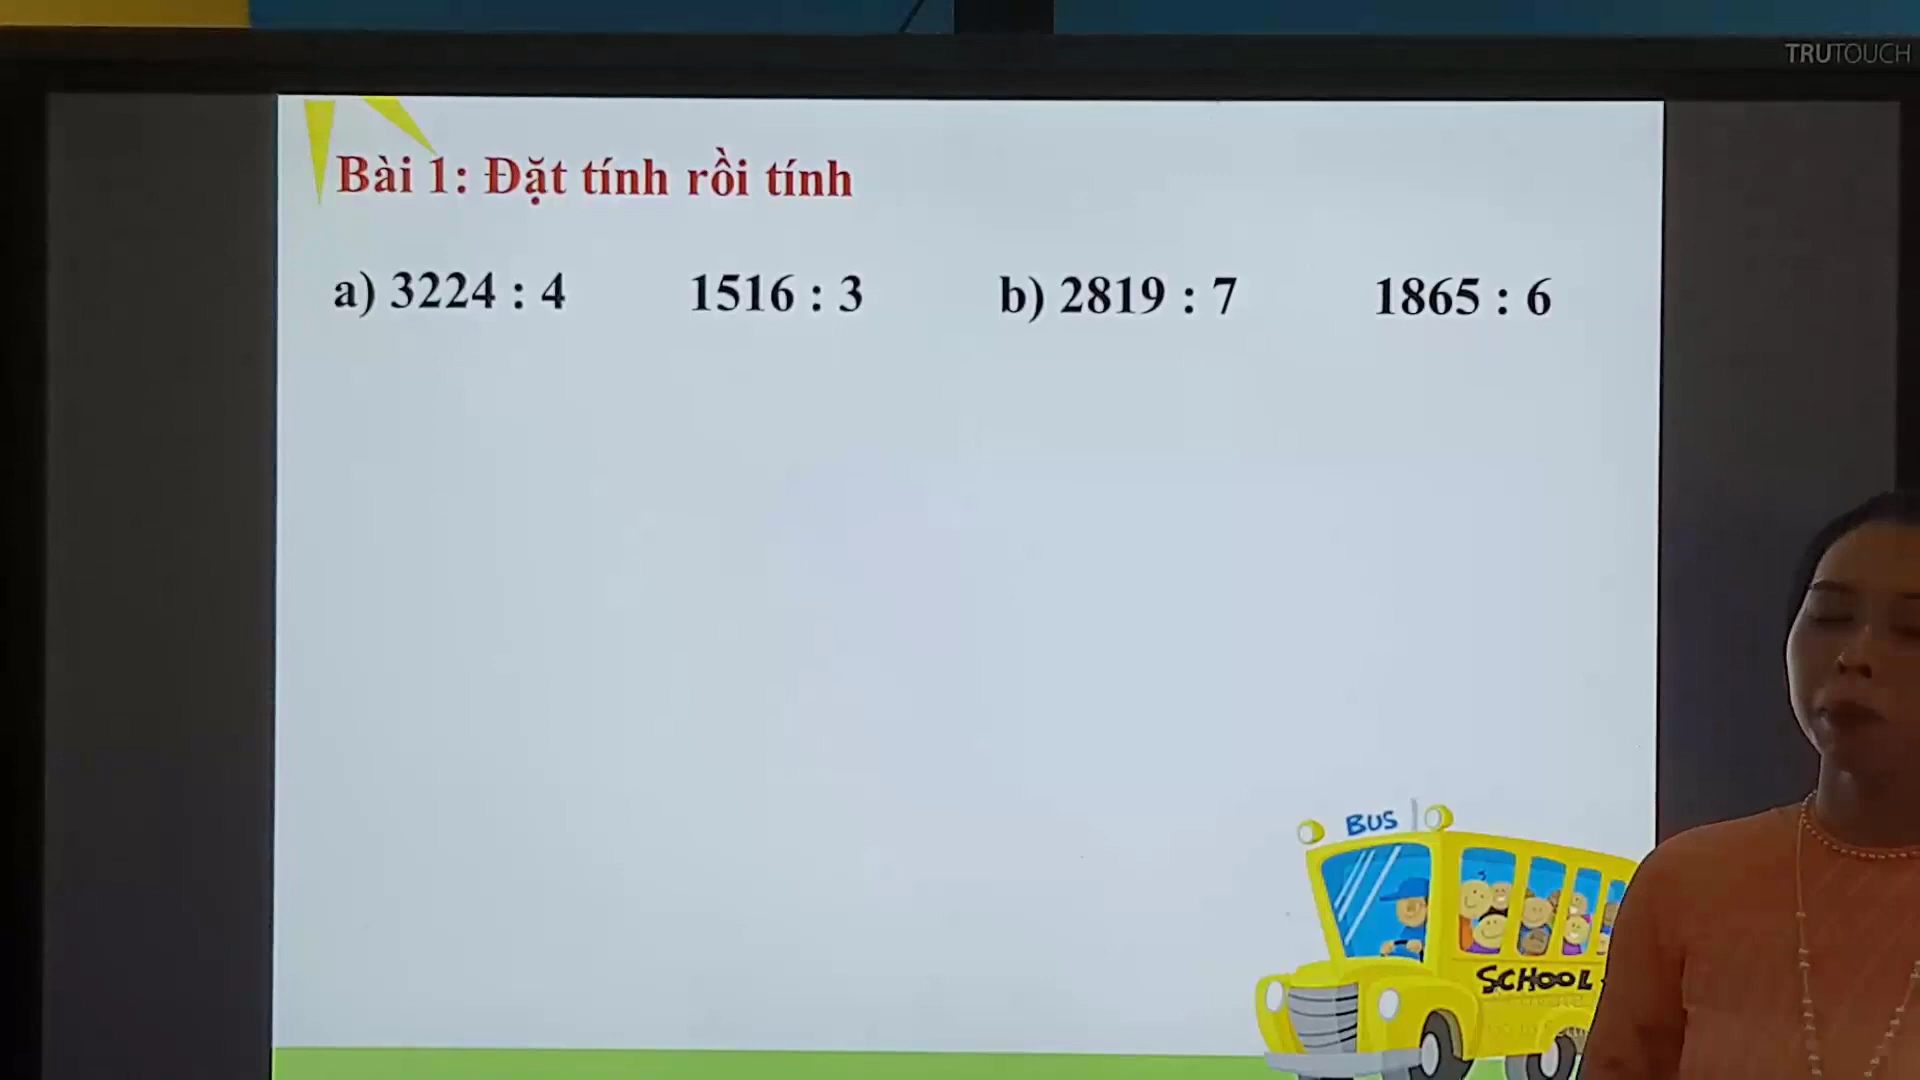 TRUTOUCH
Bài 1: Đặt tính rồi tính
a) 3224 : 4 1516 : 3 b) 2819 : 7 1865 : 6
BUS
SCHOOL